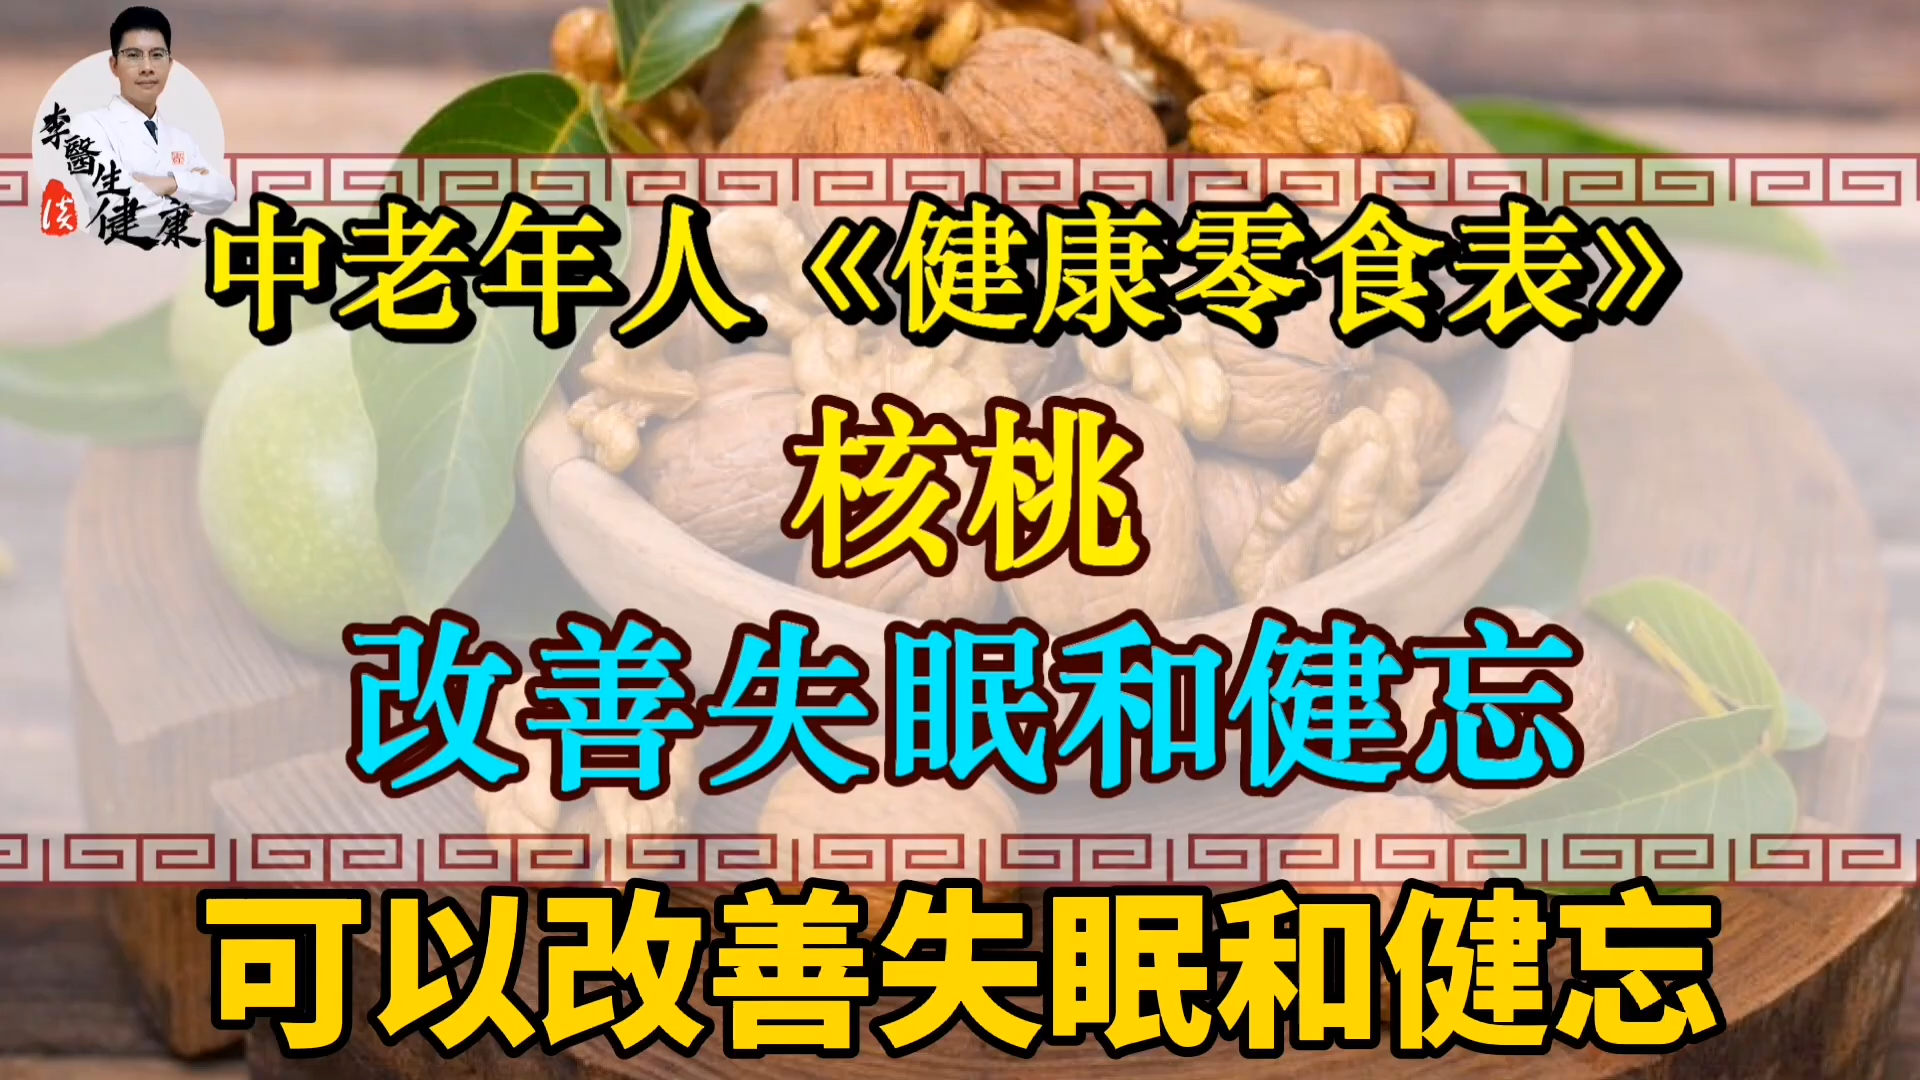 李醫生
谈健康
中老年人《健康零食表》
核桃
改善失眠和健忘
可以改善失眠和健忘